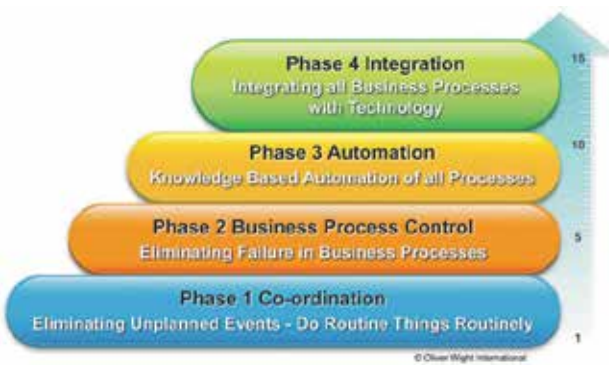 Phase 4 Integration
Integrating all Business Processes
with Technology
15
Phase 3 Automation
Knowledge Based Automation of all Processes
10
Phase 2 Business Process Control
Eliminating Failure in Business Processes
5
Phase 1 Co-ordination
Eliminating Unplanned Events - Do Routine Things Routinely
1
© Oliver Wight International